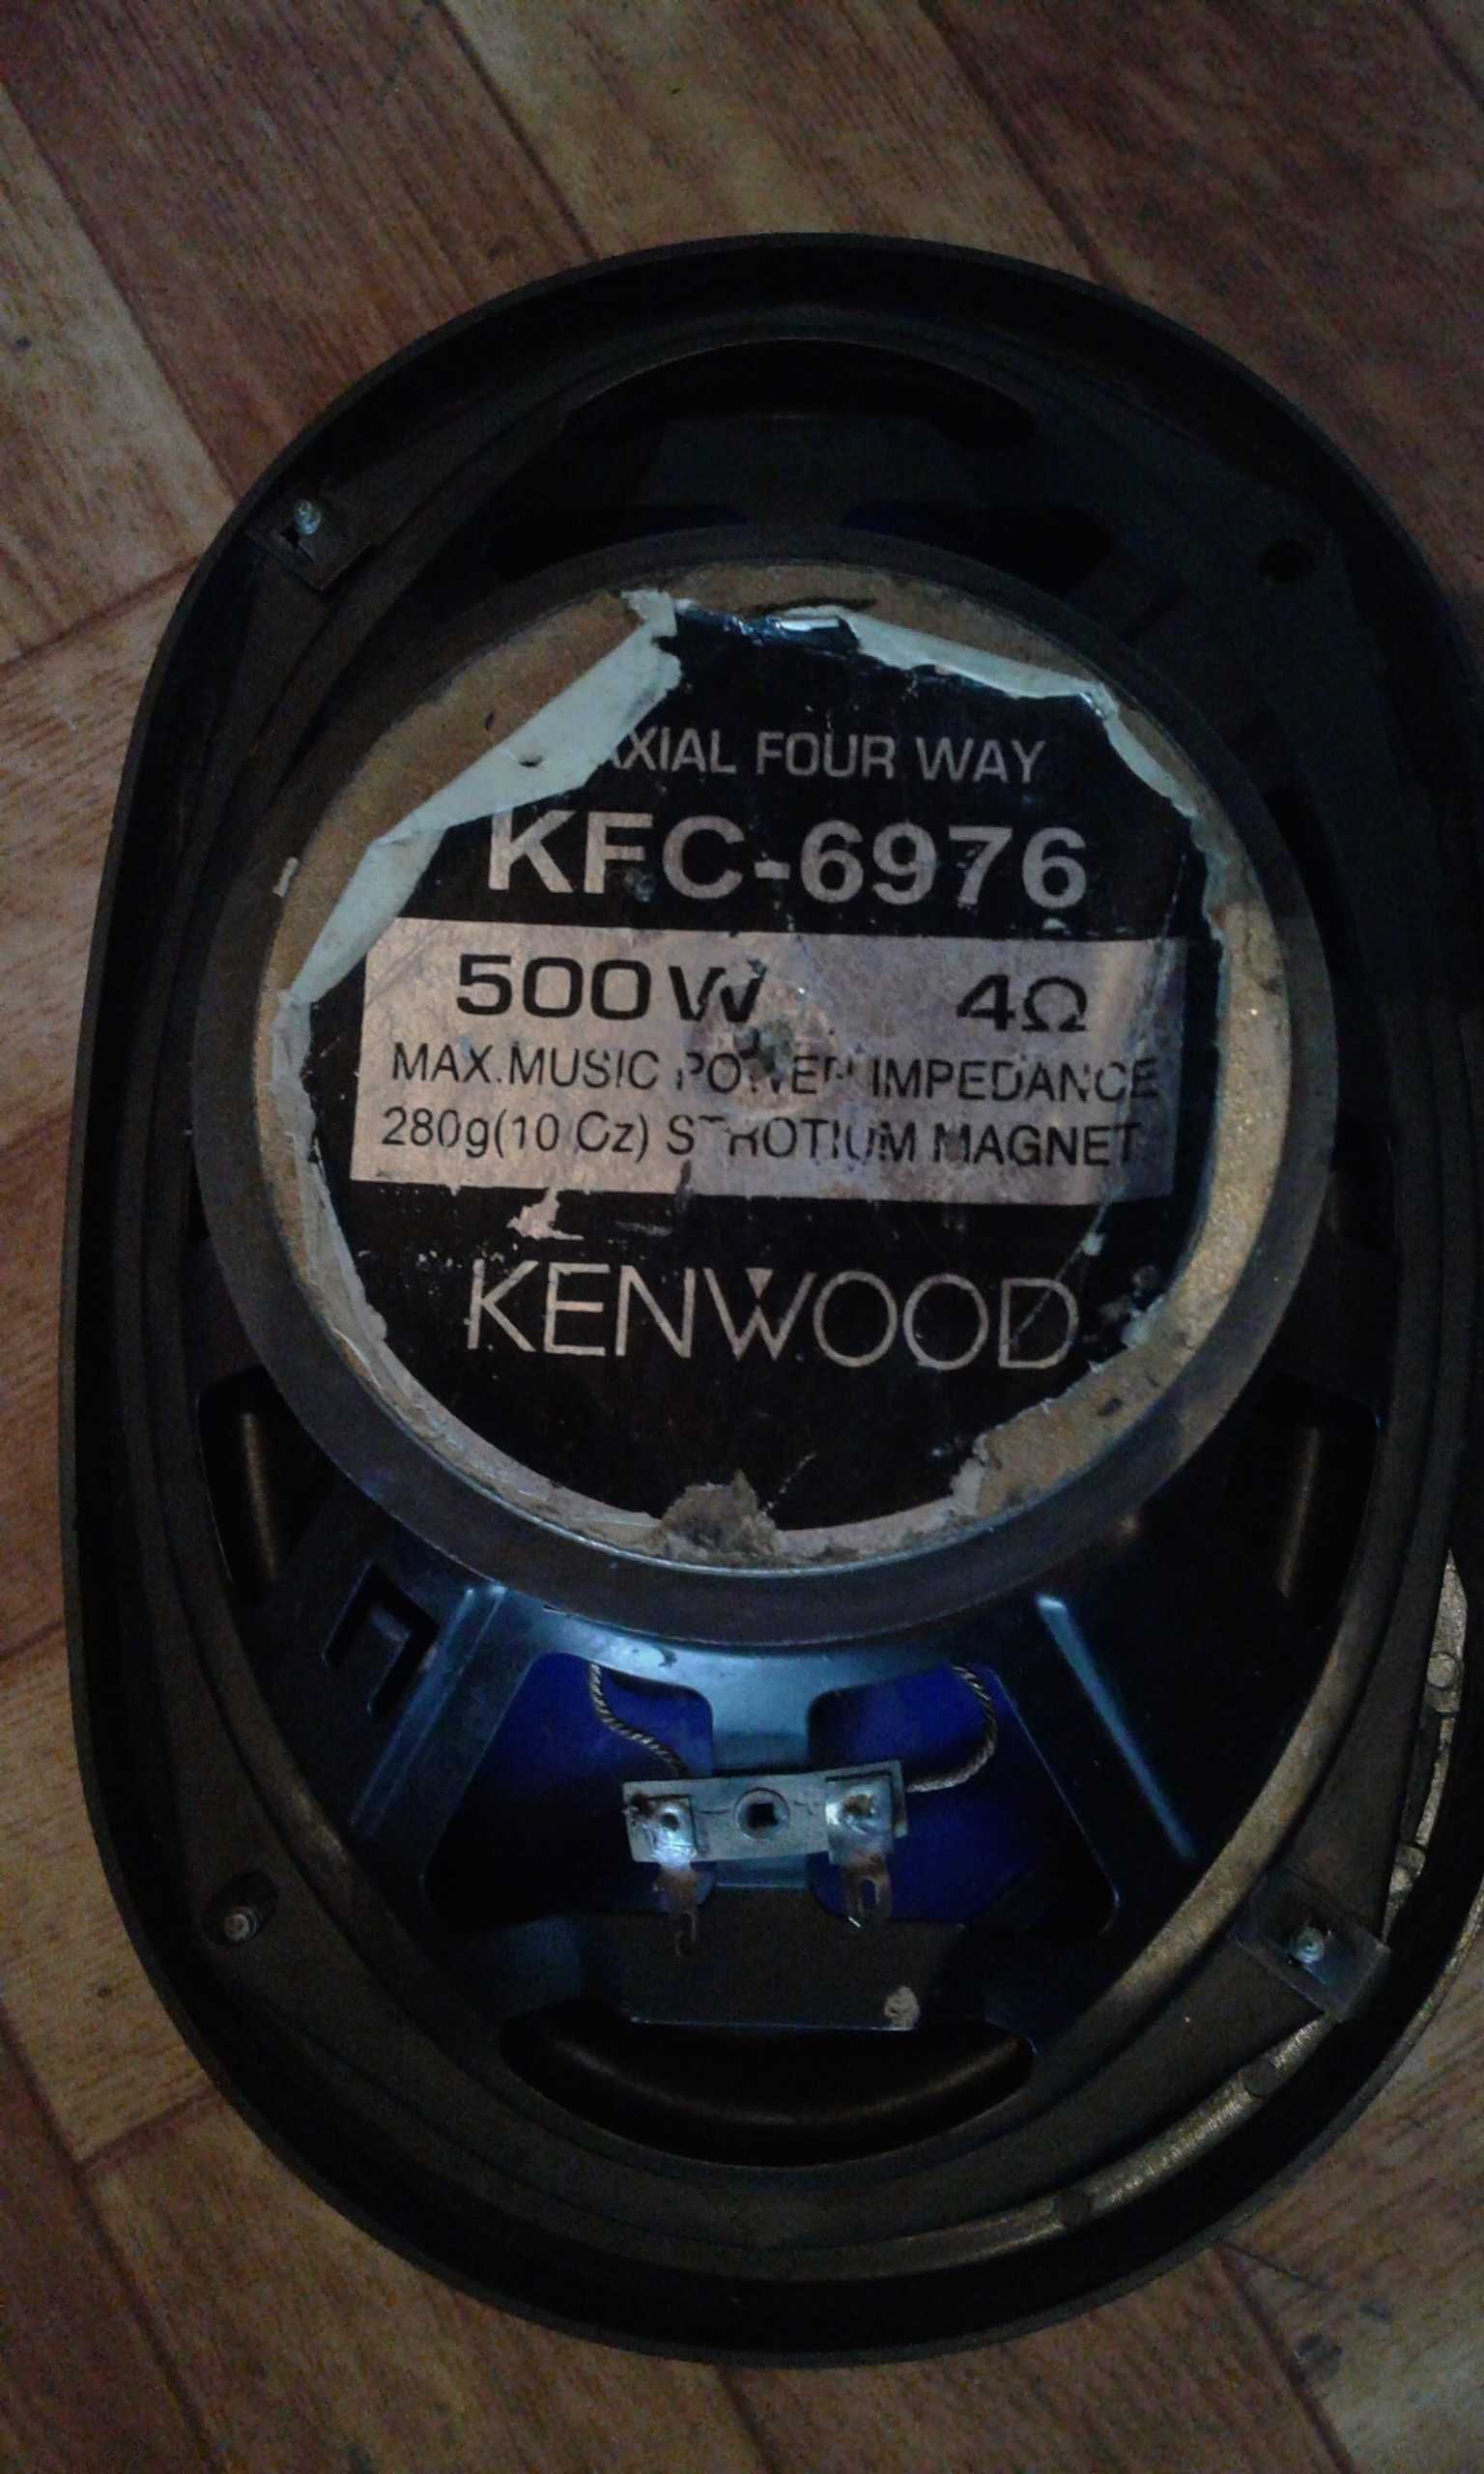 AXIAL FOUR WAY
KFC-6976
500W 4Ω
MAX.MUSIC POWER IMPEDANCE
280g(10 Oz) STROTIUM MAGNET
KENWOOD
- +